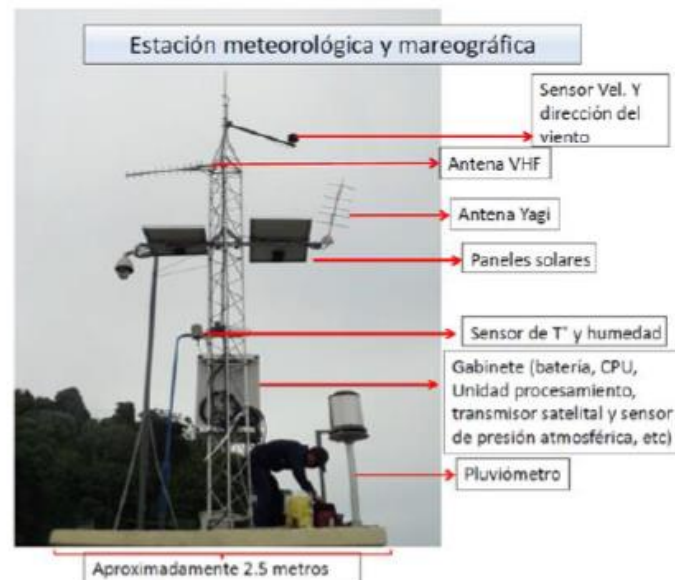 Estación meteorológica y mareográfica
Sensor Vel. Y
dirección del
viento
Antena VHF
Antena Yagi
Paneles solares
Sensor de T° y humedad
Gabinete (batería, CPU,
Unidad procesamiento,
transmisor satelital y sensor
de presión atmosférica, etc)
Pluviómetro
Aproximadamente 2.5 metros